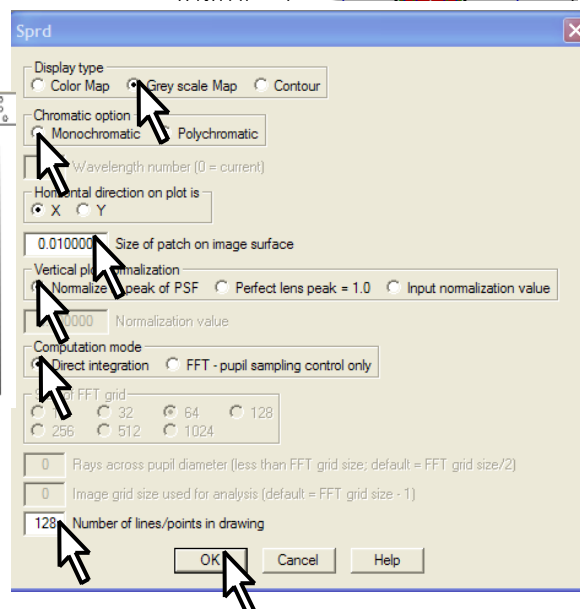 Sprd
Display type
Color Map Grey scale Map Contour
Chromatic option
Monochromatic Polychromatic
Wavelength number (0 = current)
Horizontal direction on plot is
X Y
0.010000 Size of patch on image surface
Vertical plot normalization
Normalize peak of PSF Perfect lens peak = 1.0 Input normalization value
0000 Normalization value
Computation mode
Direct integration FFT - pupil sampling control only
of FFT grid
32 64 128
256 512 1024
0 Rays across pupil diameter (less than FFT grid size; default = FFT grid size/2)
0 Image grid size used for analysis (default = FFT grid size - 1)
128 Number of lines/points in drawing
OK Cancel Help